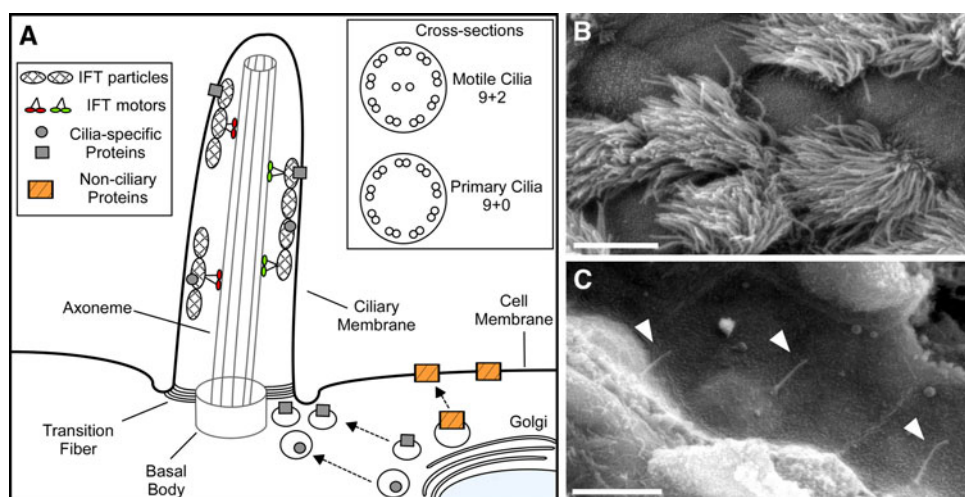 A
IFT particles
IFT motors
Cilia-specific
Proteins
Non-ciliary
Proteins
Cross-sections
Motile Cilia
9+2
Primary Cilia
9+0
Axoneme
Ciliary
Membrane
Cell
Membrane
Transition
Fiber
Basal
Body
Golgi
B
C